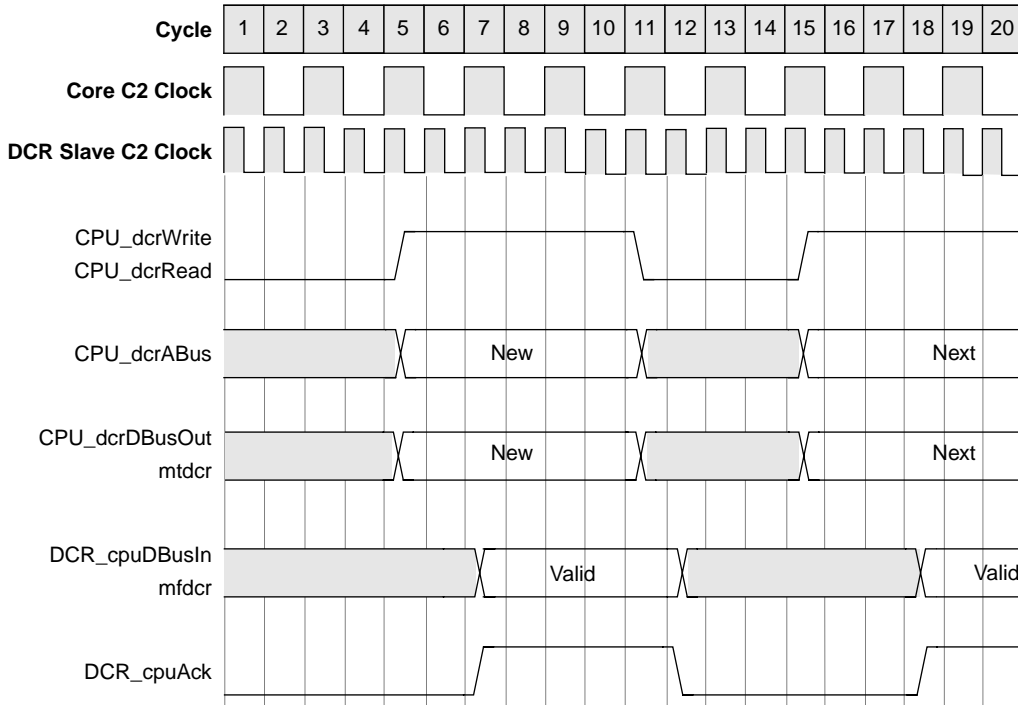 Cycle 1 2 3 4 5 6 7 8 9 10 11 12 13 14 15 16 17 18 19 20
Core C2 Clock
DCR Slave C2 Clock
CPU_dcrWrite
CPU_dcrRead
CPU_dcrABus New Next
CPU_dcrDBusOut
mtdcr New Next
DCR_cpuDBusIn
mfdcr Valid Valid
DCR_cpuAck